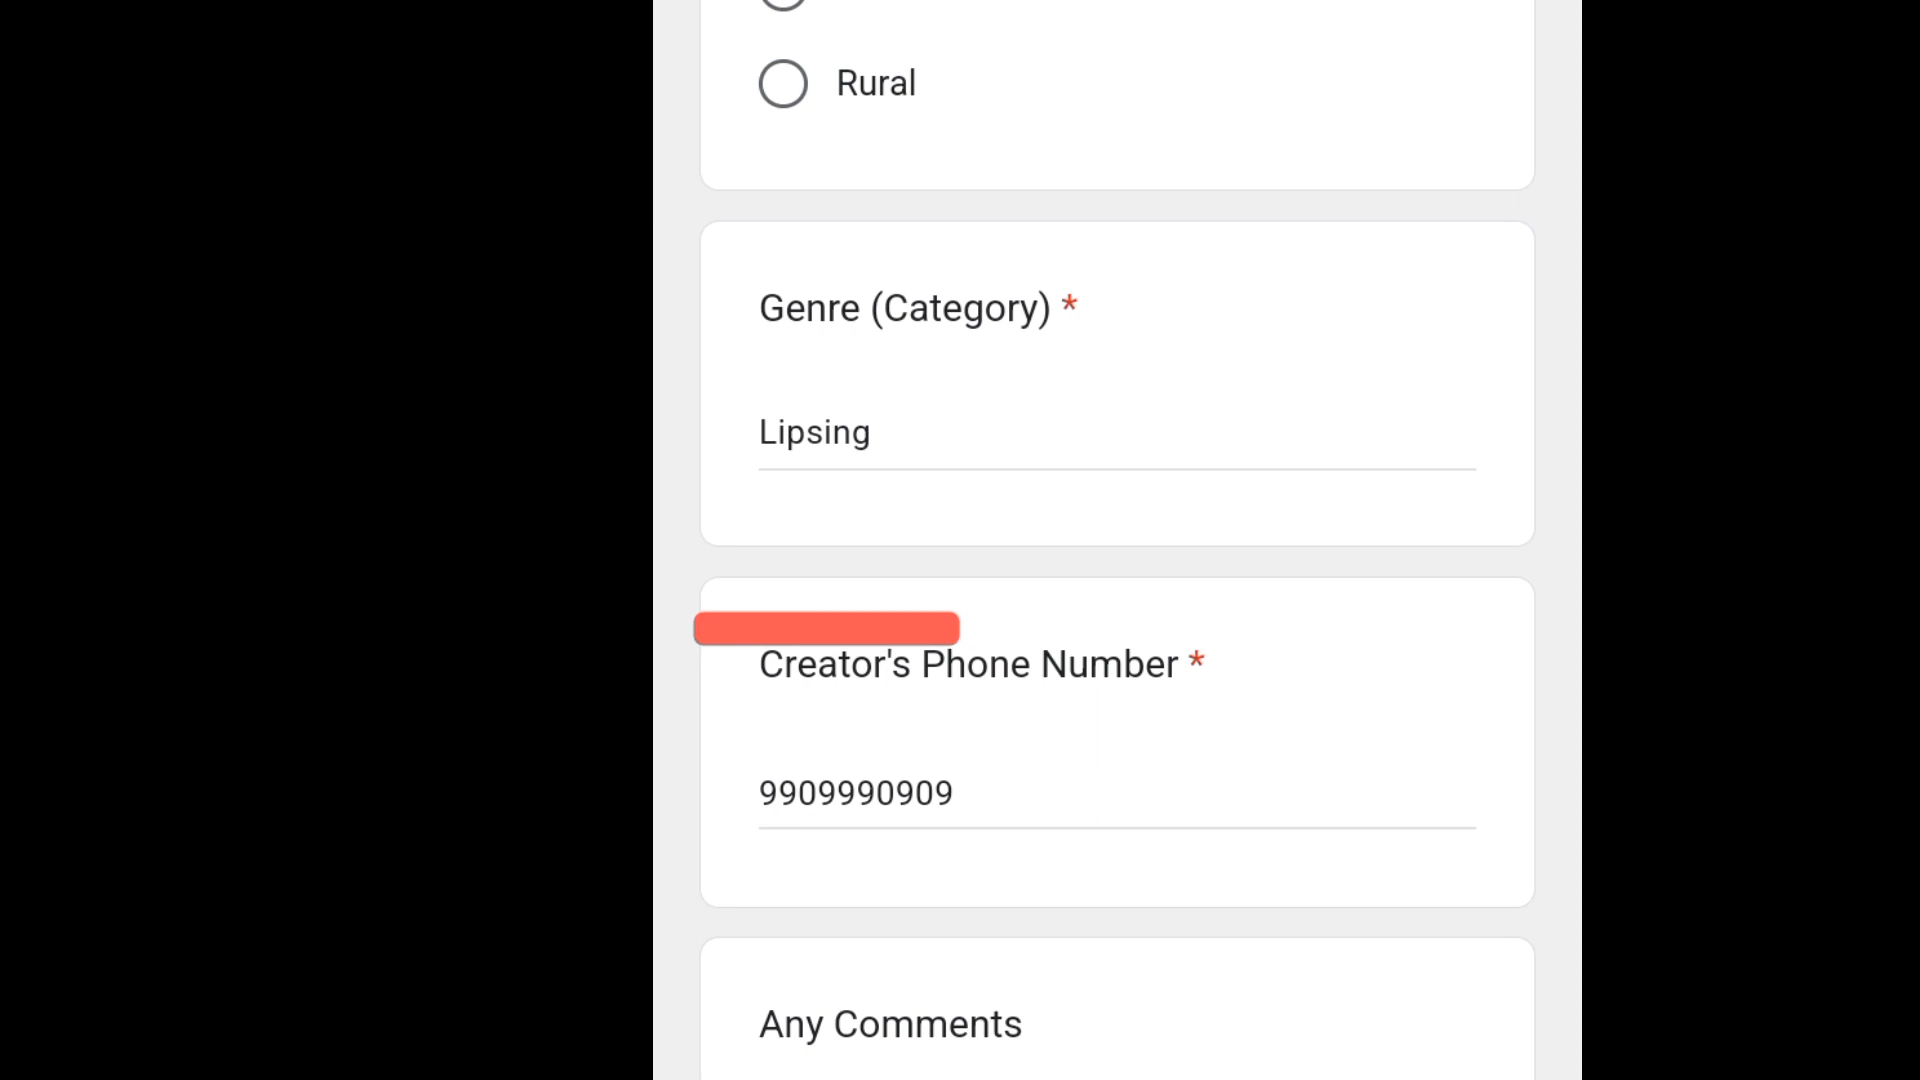 Rural
Genre (Category) *
Lipsing
Creator's Phone Number *
9909990909
Any Comments